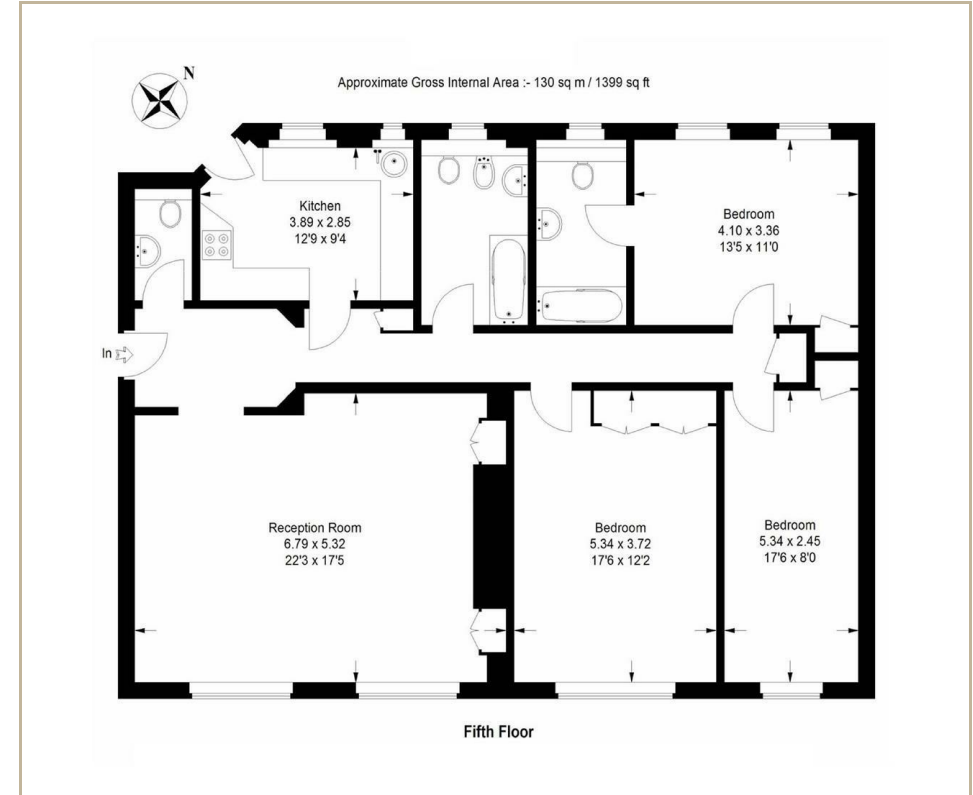 N
Approximate Gross Internal Area :- 130 sq m / 1399 sq ft
Kitchen
3.89 x 2.85
12'9 x 9'4
Bedroom
4.10 x 3.36
13'5 x 11'0
In
Reception Room
6.79 x 5.32
22'3 x 17'5
Bedroom
5.34 x 3.72
17'6 x 12'2
Bedroom
5.34 x 2.45
17'6 x 8'0
Fifth Floor